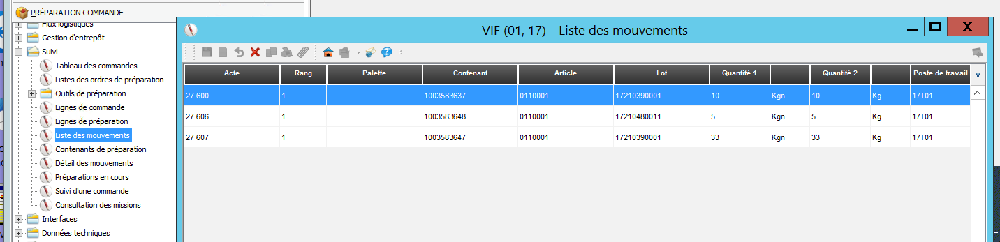 PRÉPARATION COMMANDE
Flux logistiques
Gestion d'entrepôt
Suivi
Tableau des commandes
Listes des ordres de préparation
Outils de préparation
Lignes de commande
Lignes de préparation
Liste des mouvements
Contenants de préparation
Détail des mouvements
Préparations en cours
Suivi d'une commande
Consultation des missions
Interfaces
Données techniques
VIF (01, 17) - Liste des mouvements
Acte Rang Palette Contenant Article Lot Quantité 1 Quantité 2 Poste de travail
27 600 1 1003583637 0110001 17210390001 10 Kgn 10 Kg 17T01
27 606 1 1003583648 0110001 17210480011 5 Kgn 5 Kg 17T01
27 607 1 1003583647 0110001 17210390001 33 Kgn 33 Kg 17T01